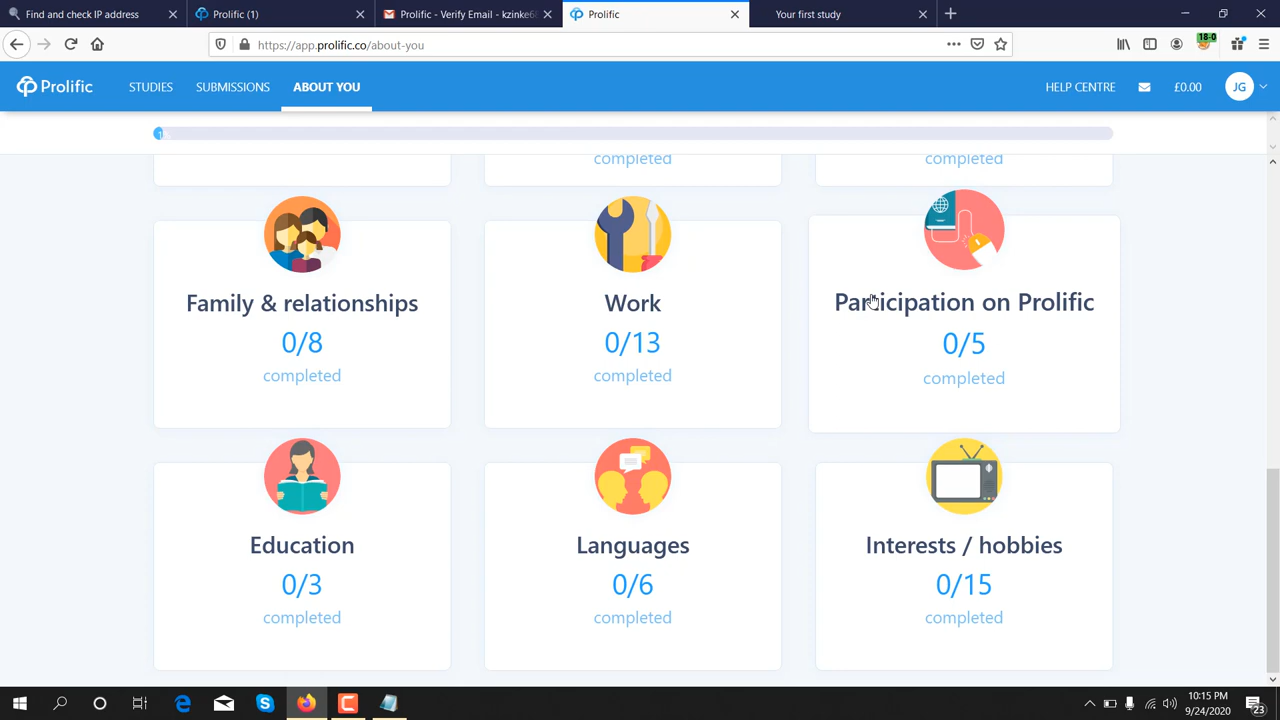 Find and check IP address
Prolific (1)
Prolific - Verify Email - kzinke6
Prolific
Your first study
https://app.prolific.co/about-you
18-0
Prolific
STUDIES
SUBMISSIONS
ABOUT YOU
HELP CENTRE
£0.00
JG
completed
completed
Family & relationships
0/8
completed
Work
0/13
completed
Participation on Prolific
0/5
completed
Education
0/3
completed
Languages
0/6
completed
Interests / hobbies
0/15
completed
10:15 PM
9/24/2020
23